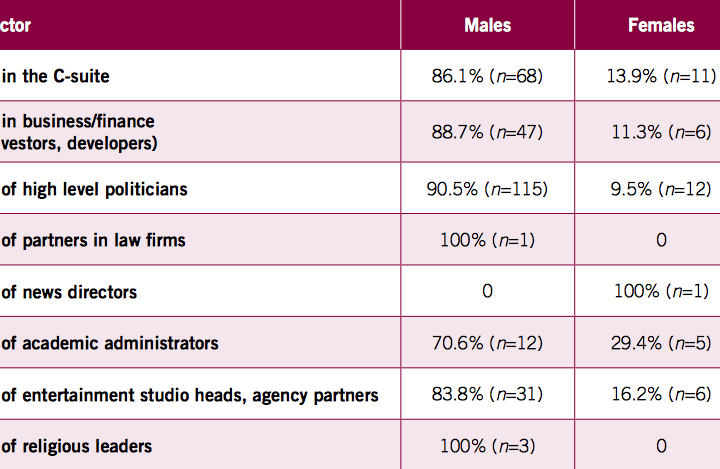 ctor Males Females
in the C-suite 86.1% (n=68) 13.9% (n=11)
in business/finance
vestors, developers) 88.7% (n=47) 11.3% (n=6)
of high level politicians 90.5% (n=115) 9.5% (n=12)
of partners in law firms 100% (n=1) 0
of news directors 0 100% (n=1)
of academic administrators 70.6% (n=12) 29.4% (n=5)
of entertainment studio heads, agency partners 83.8% (n=31) 16.2% (n=6)
of religious leaders 100% (n=3) 0